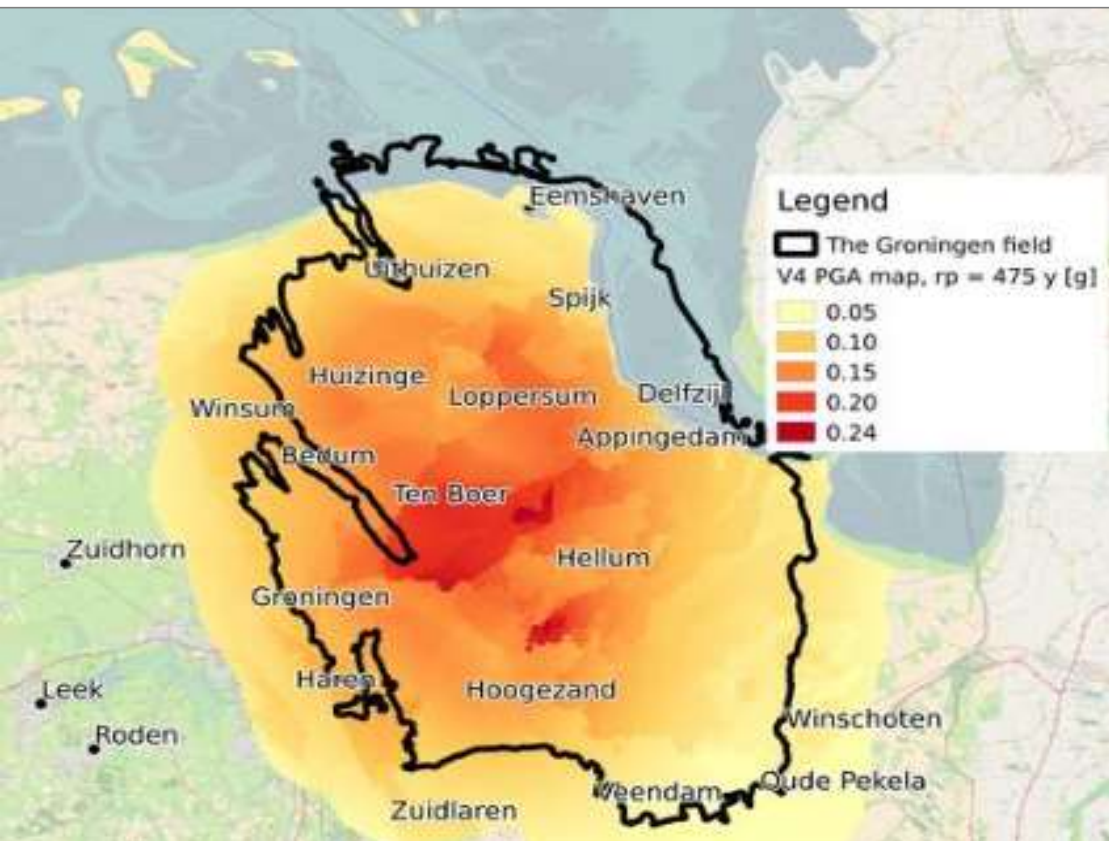 Eemshaven
Legend
The Groningen field
Uithuizen
V4 PGA map, rp = 475 y [g]
Spijk
0.05
0.10
Huizinge
0.15
Loppersum
Delfzijl
0.20
Winsum
0.24
Appingedam
Bedum
Ten Boer
Zuidhorn
Hellum
Groningen
Haren
Leek
Hoogezand
Winschoten
Roden
Veendam
Oude Pekela
Zuidlaren